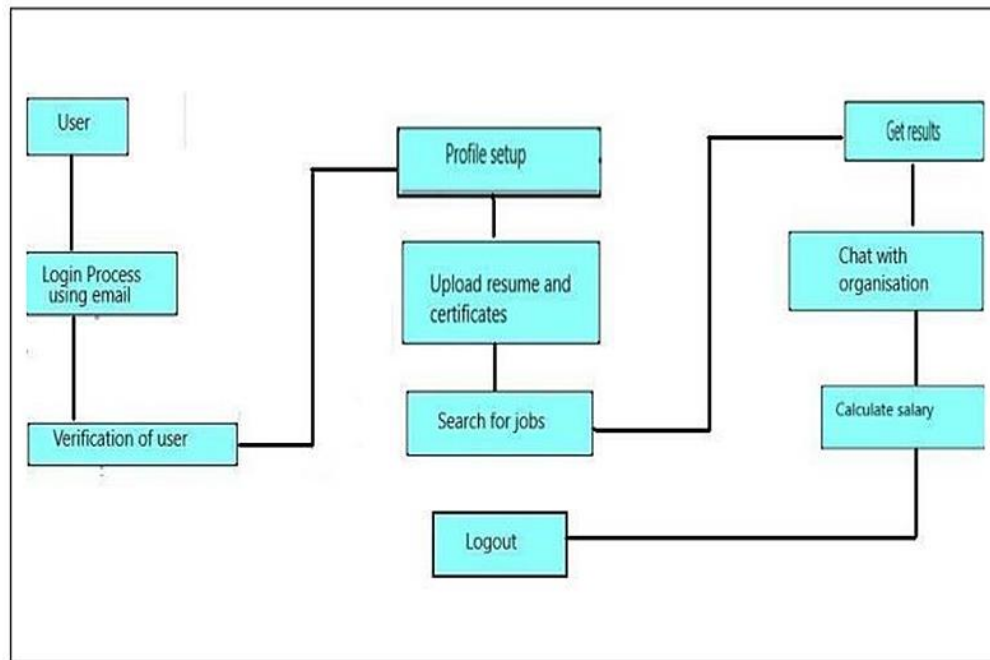 User
Login Process
using email
Verification of user
Profile setup
Upload resume and
certificates
Search for jobs
Get results
Chat with
organisation
Calculate salary
Logout